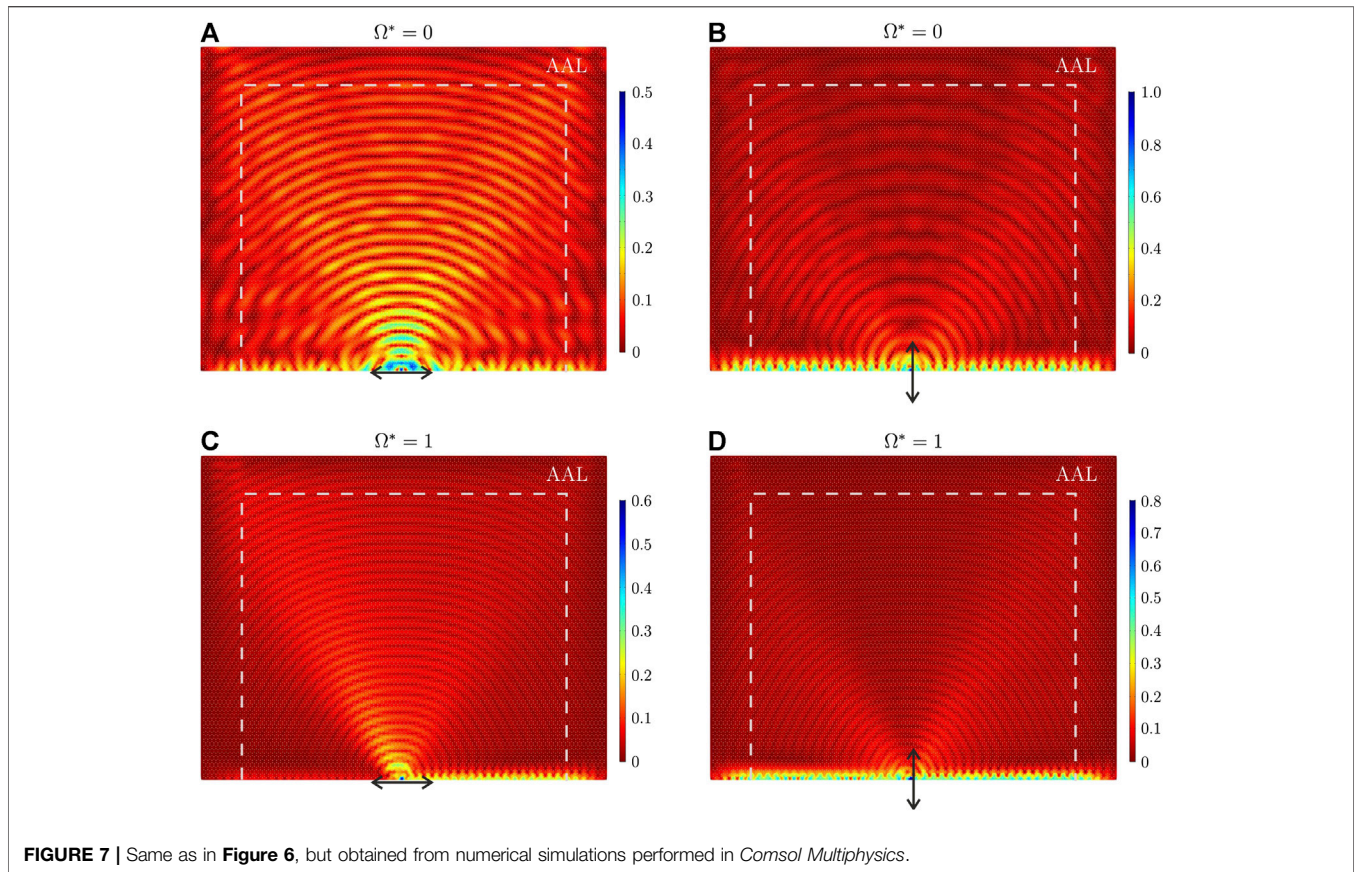 A
Ω* = 0
AAL
0.5
0.4
0.3
0.2
0.1
0
B
Ω* = 0
AAL
1.0
0.8
0.6
0.4
0.2
0
C
Ω* = 1
AAL
0.6
0.5
0.4
0.3
0.2
0.1
0
D
Ω* = 1
AAL
0.8
0.7
0.6
0.5
0.4
0.3
0.2
0.1
0
FIGURE 7 | Same as in Figure 6, but obtained from numerical simulations performed in Comsol Multiphysics.